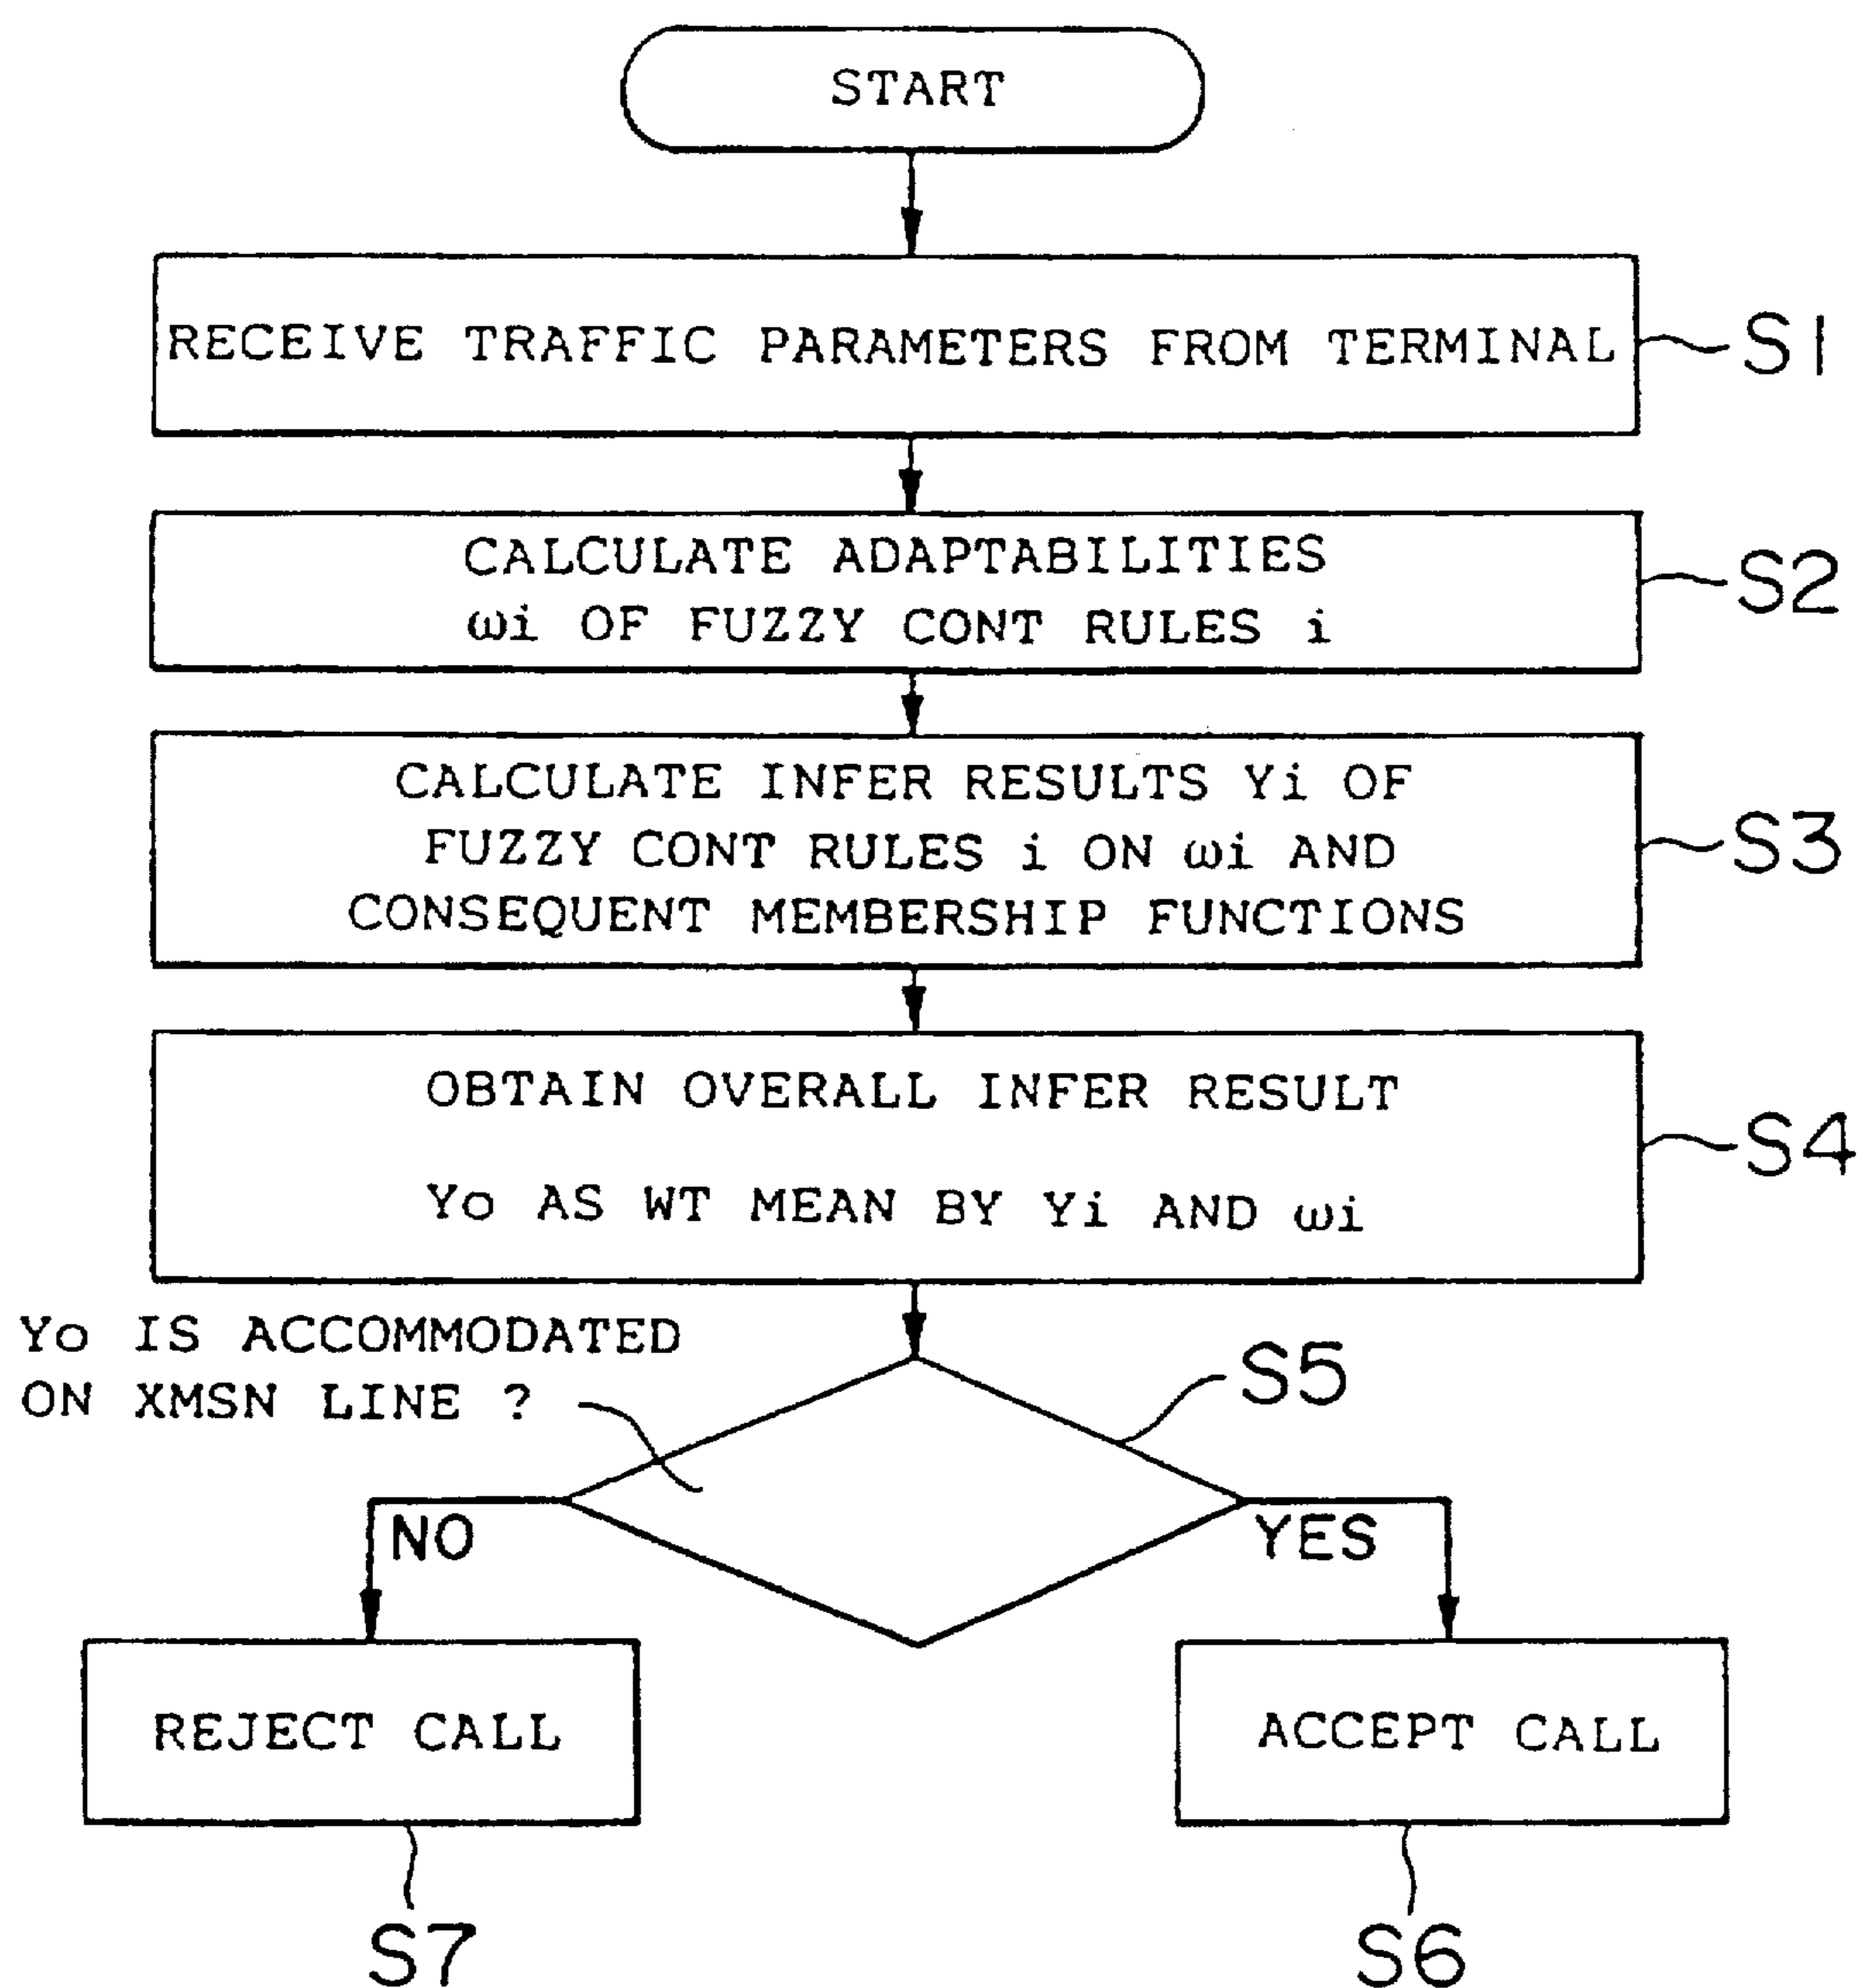 START
RECEIVE TRAFFIC PARAMETERS FROM TERMINAL
S1
CALCULATE ADAPTABILITIES
ωi OF FUZZY CONT RULES i
S2
CALCULATE INFER RESULTS Yi OF
FUZZY CONT RULES i ON ωi AND
CONSEQUENT MEMBERSHIP FUNCTIONS
S3
OBTAIN OVERALL INFER RESULT
Yo AS WT MEAN BY Yi AND ωi
S4
Yo IS ACCOMMODATED
ON XMSN LINE ?
S5
NO
YES
REJECT CALL
ACCEPT CALL
S7
S6